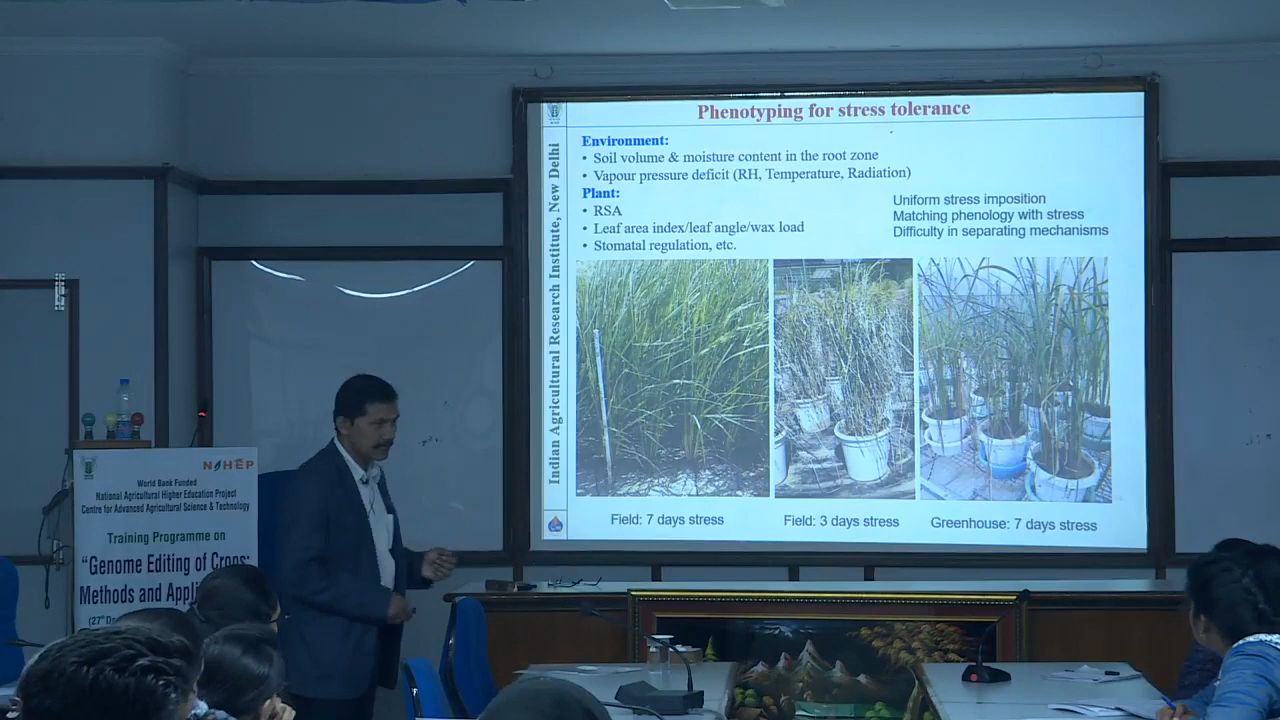 Phenotyping for stress tolerance
Indian Agricultural Research Institute, New Delhi
Environment:
• Soil volume & moisture content in the root zone
• Vapour pressure deficit (RH, Temperature, Radiation)
Plant:
• RSA
• Leaf area index/leaf angle/wax load
• Stomatal regulation, etc.
Uniform stress imposition
Matching phenology with stress
Difficulty in separating mechanisms
Field: 7 days stress
Field: 3 days stress
Greenhouse: 7 days stress
NAHEP
World Bank Funded
National Agricultural Higher Education Project
Centre for Advanced Agricultural Science & Technology
Training Programme on
“Genome Editing of Crops:
Methods and Appli
(27th De